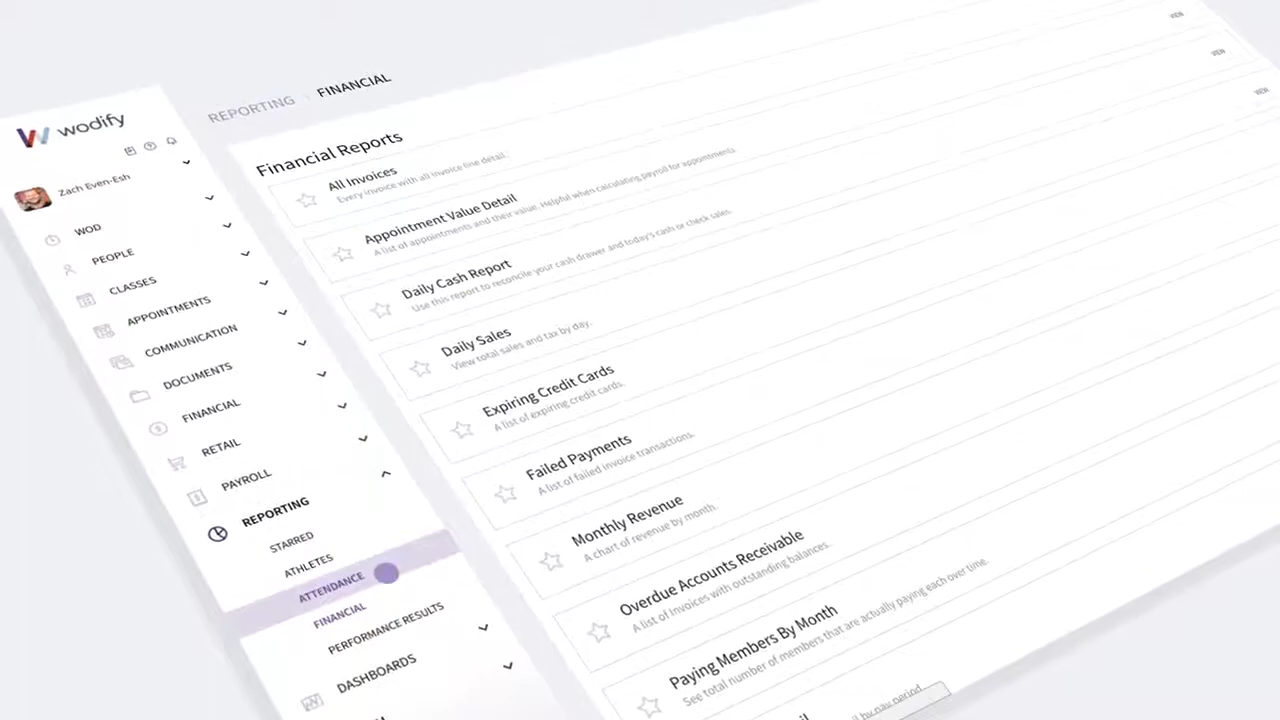 wodify
Zach Even-Esh
WOD
PEOPLE
CLASSES
APPOINTMENTS
COMMUNICATION
DOCUMENTS
FINANCIAL
RETAIL
PAYROLL
REPORTING
STARRED
ATHLETES
ATTENDANCE
FINANCIAL
PERFORMANCE RESULTS
DASHBOARDS
REPORTING FINANCIAL
Financial Reports
VIEW
VIEW
VIEW
All Invoices
Every invoice with all invoice line detail.
Appointment Value Detail
A list of appointments and their value. Helpful when calculating payroll for appointments.
Daily Cash Report
Use this report to reconcile your cash drawer and today's cash or check sales.
Daily Sales
View total sales and tax by day.
Expiring Credit Cards
A list of expiring credit cards.
Failed Payments
A list of failed invoice transactions.
Monthly Revenue
A chart of revenue by month.
Overdue Accounts Receivable
A list of Invoices with outstanding balances.
Paying Members By Month
See total number of members that are actually paying each over time.
by pay period